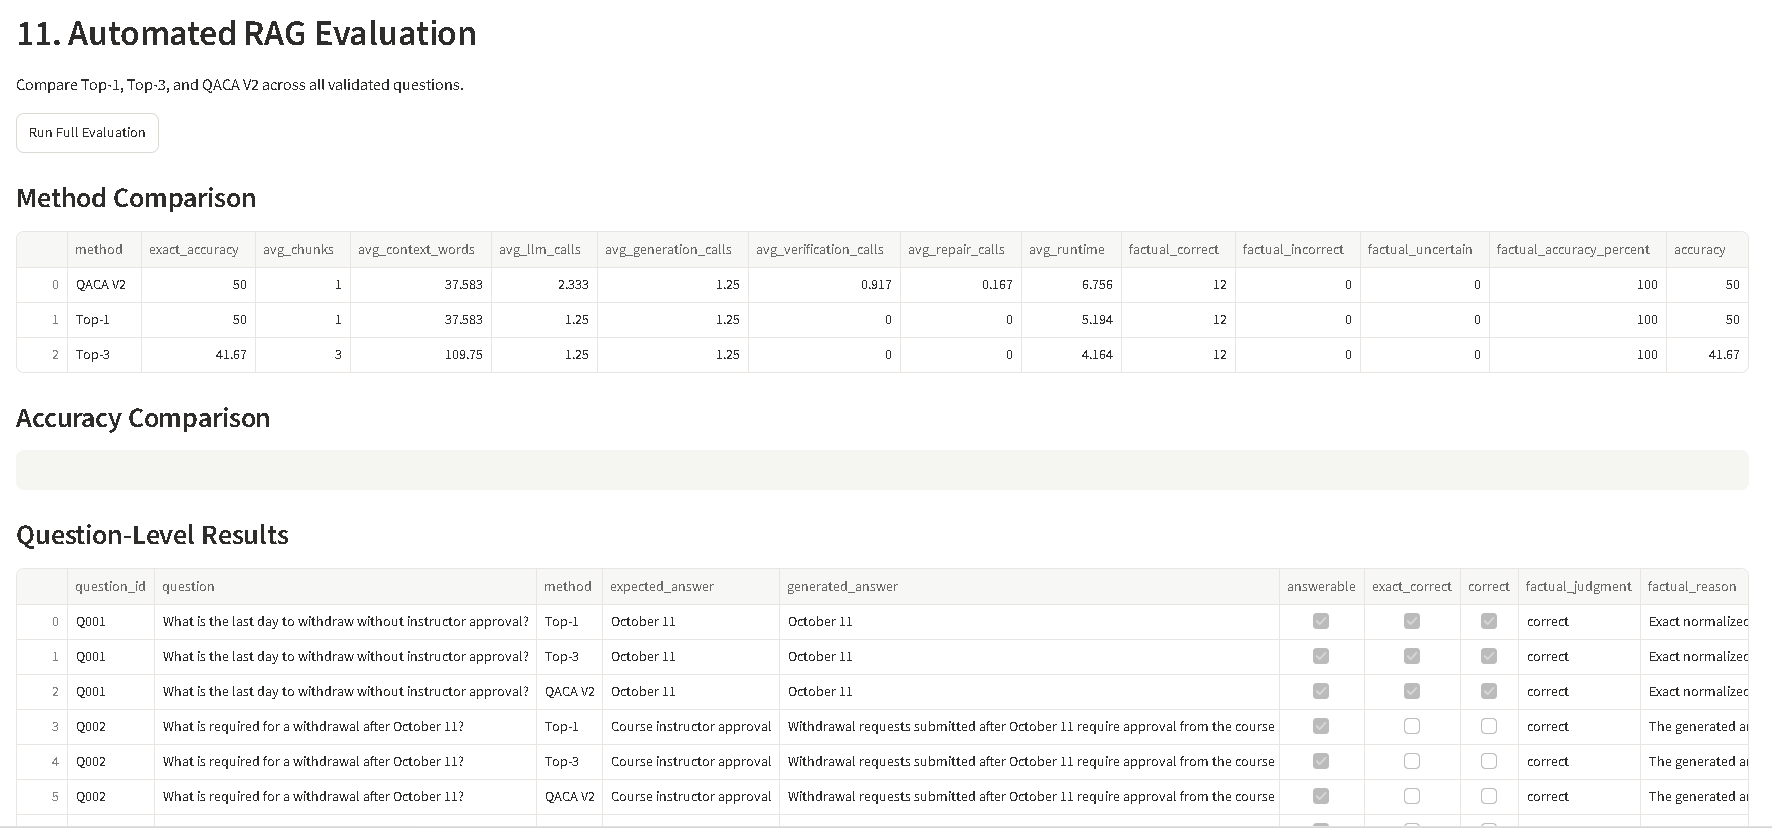 11. Automated RAG Evaluation
Compare Top-1, Top-3, and QACA V2 across all validated questions.
Run Full Evaluation
Method Comparison
method exact_accuracy avg_chunks avg_context_words avg_llm_calls avg_generation_calls avg_verification_calls avg_repair_calls avg_runtime factual_correct factual_incorrect factual_uncertain factual_accuracy_percent accuracy
0 QACA V2 50 1 37.583 2.333 1.25 0.917 0.167 6.756 12 0 0 100 50
1 Top-1 50 1 37.583 1.25 1.25 0 0 5.194 12 0 0 100 50
2 Top-3 41.67 3 109.75 1.25 1.25 0 0 4.164 12 0 0 100 41.67
Accuracy Comparison
Question-Level Results
question_id question method expected_answer generated_answer answerable exact_correct correct factual_judgment factual_reason
0 Q001 What is the last day to withdraw without instructor approval? Top-1 October 11 October 11 correct Exact normalized
1 Q001 What is the last day to withdraw without instructor approval? Top-3 October 11 October 11 correct Exact normalized
2 Q001 What is the last day to withdraw without instructor approval? QACA V2 October 11 October 11 correct Exact normalized
3 Q002 What is required for a withdrawal after October 11? Top-1 Course instructor approval Withdrawal requests submitted after October 11 require approval from the course correct The generated
4 Q002 What is required for a withdrawal after October 11? Top-3 Course instructor approval Withdrawal requests submitted after October 11 require approval from the course correct The generated
5 Q002 What is required for a withdrawal after October 11? QACA V2 Course instructor approval Withdrawal requests submitted after October 11 require approval from the course correct The generated